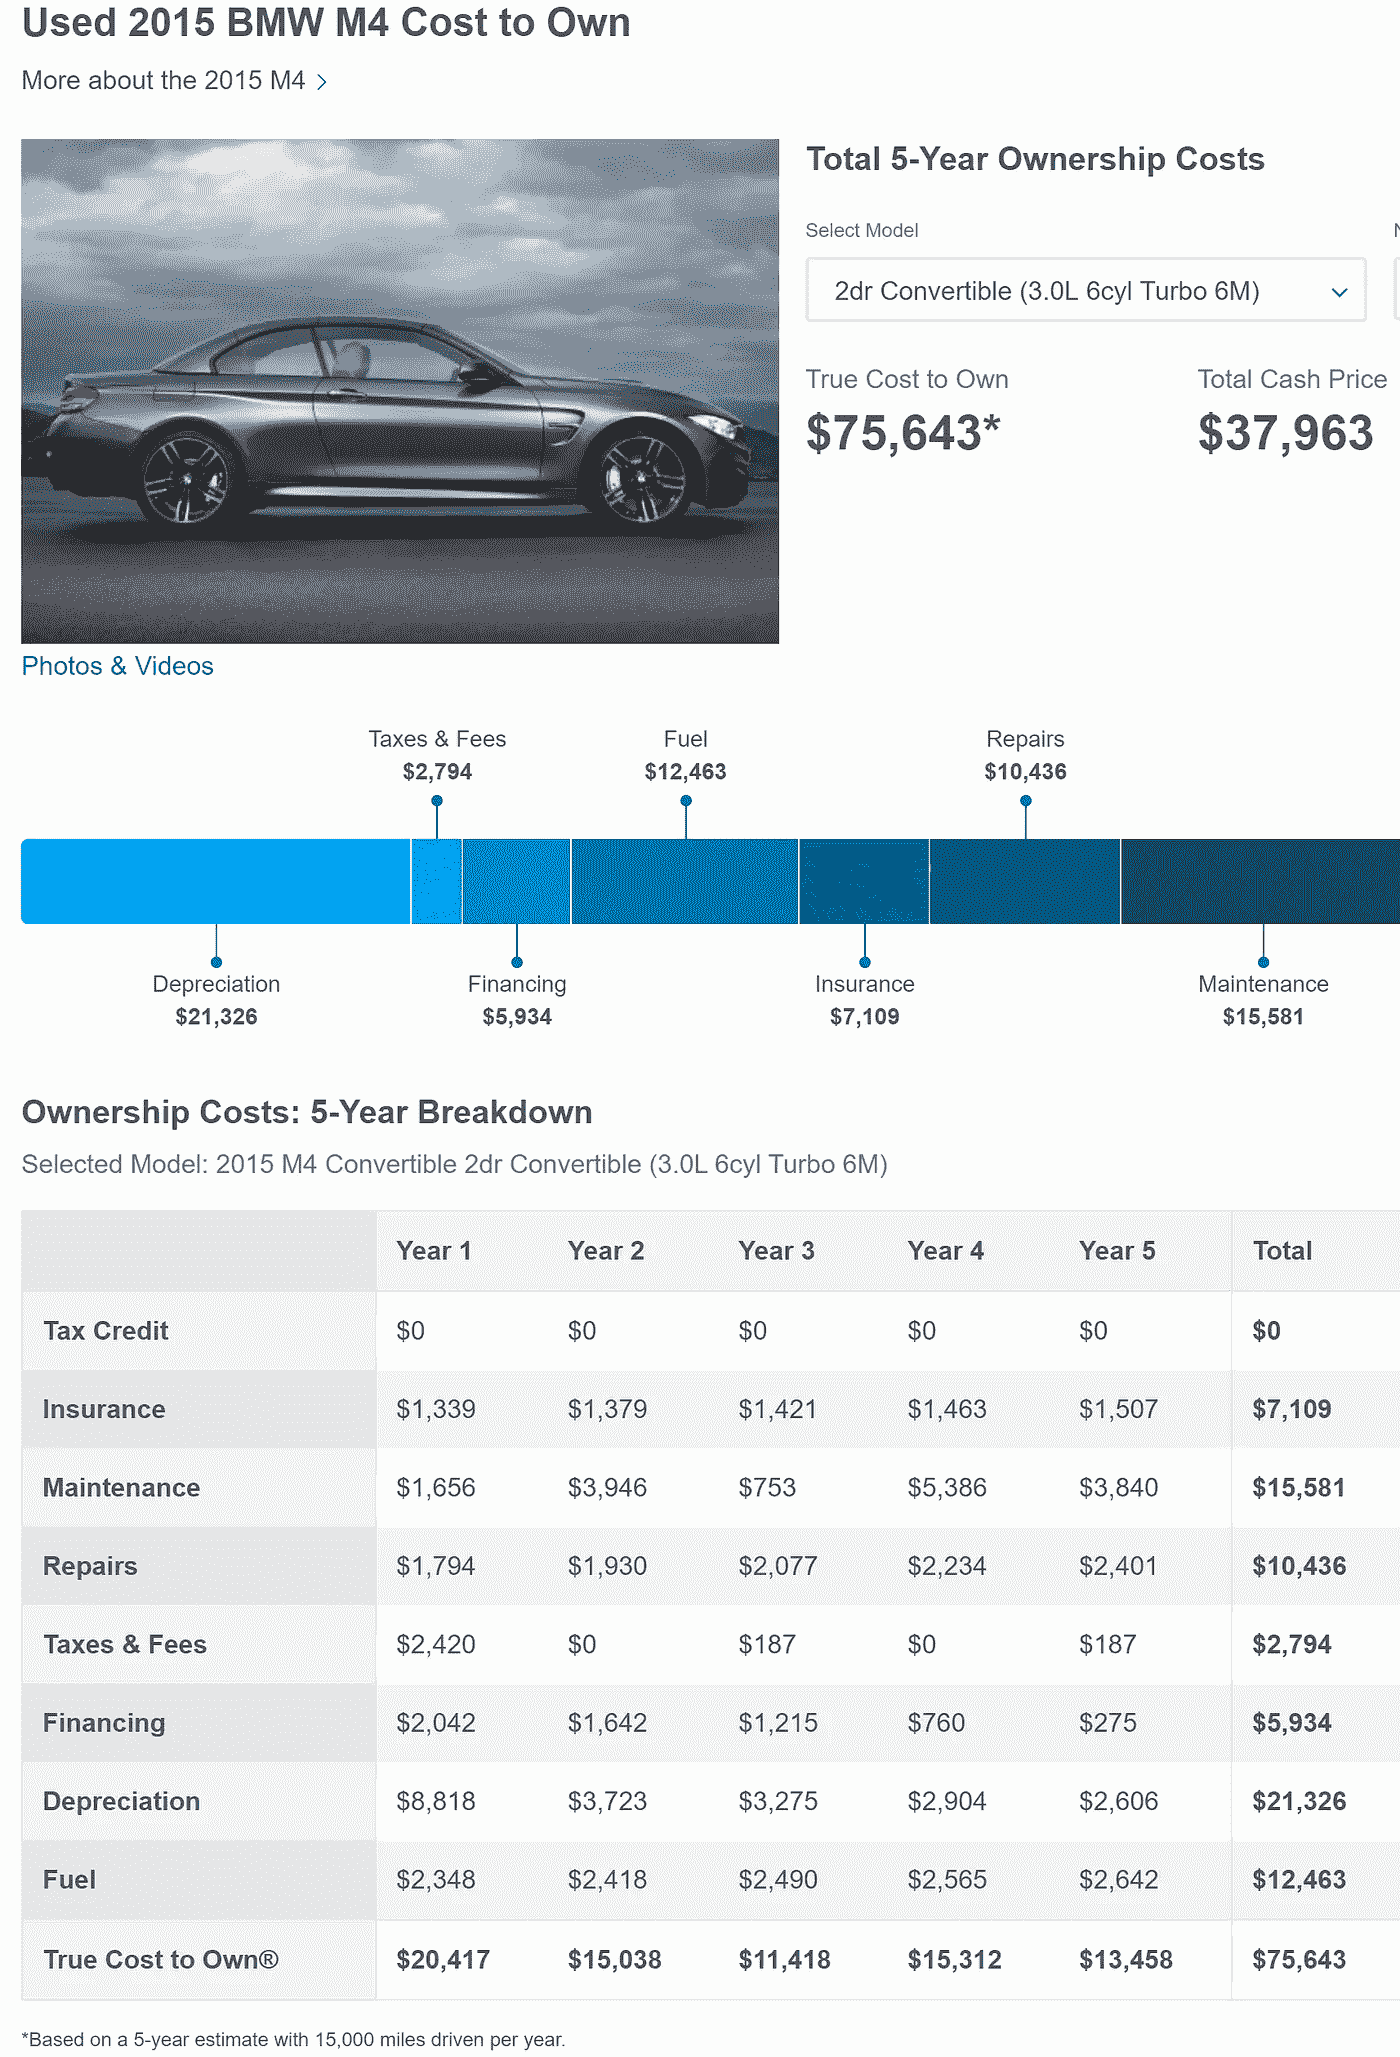 Used 2015 BMW M4 Cost to Own
More about the 2015 M4 >
Total 5-Year Ownership Costs
Select Model
2dr Convertible (3.0L 6cyl Turbo 6M)
True Cost to Own
Total Cash Price
$75,643*
$37,963
Photos & Videos
Taxes & Fees Fuel Repairs
$2,794 $12,463 $10,436
Depreciation Financing Insurance Maintenance
$21,326 $5,934 $7,109 $15,581
Ownership Costs: 5-Year Breakdown
Selected Model: 2015 M4 Convertible 2dr Convertible (3.0L 6cyl Turbo 6M)
Year 1 Year 2 Year 3 Year 4 Year 5 Total
Tax Credit $0 $0 $0 $0 $0 $0
Insurance $1,339 $1,379 $1,421 $1,463 $1,507 $7,109
Maintenance $1,656 $3,946 $753 $5,386 $3,840 $15,581
Repairs $1,794 $1,930 $2,077 $2,234 $2,401 $10,436
Taxes & Fees $2,420 $0 $187 $0 $187 $2,794
Financing $2,042 $1,642 $1,215 $760 $275 $5,934
Depreciation $8,818 $3,723 $3,275 $2,904 $2,606 $21,326
Fuel $2,348 $2,418 $2,490 $2,565 $2,642 $12,463
True Cost to Own® $20,417 $15,038 $11,418 $15,312 $13,458 $75,643
*Based on a 5-year estimate with 15,000 miles driven per year.